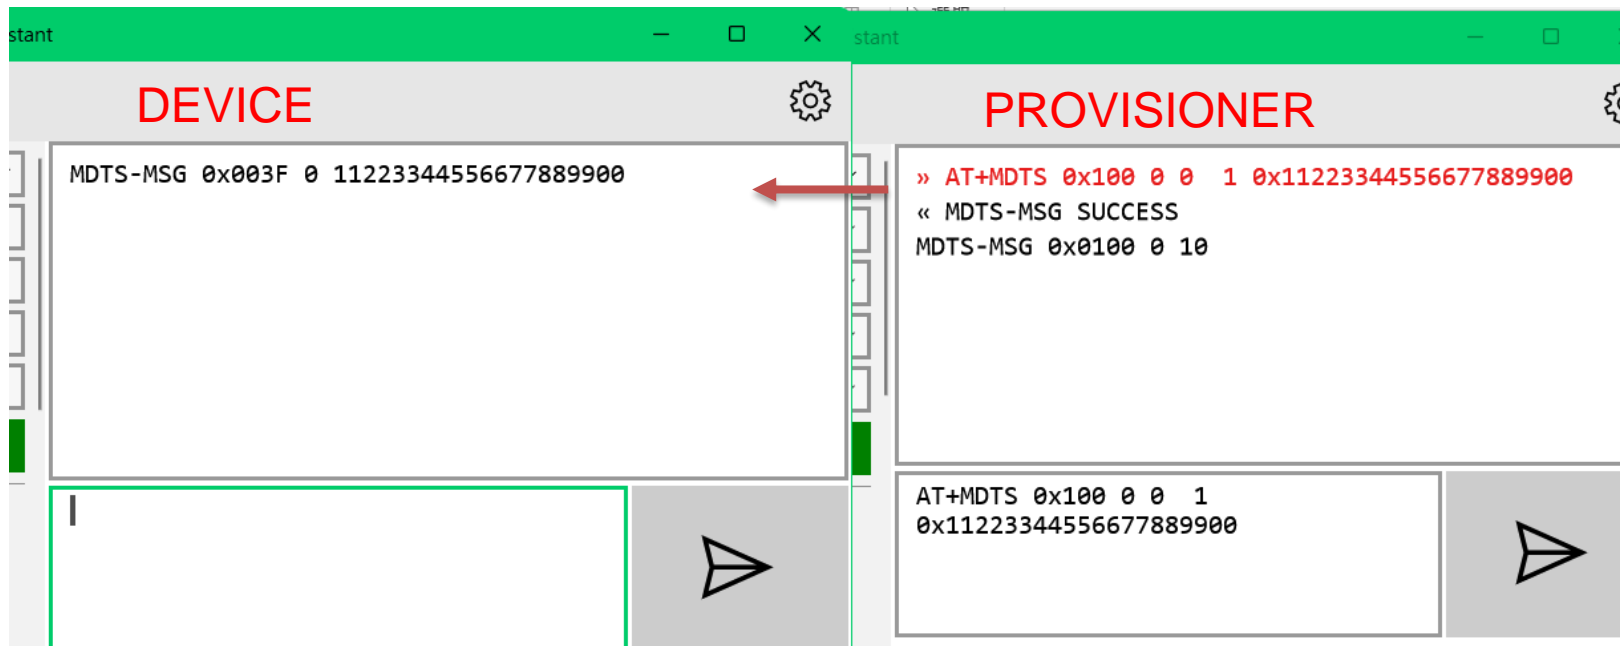 stant
DEVICE
MDTS-MSG 0x003F 0 11223344556677889900
stant
PROVISIONER
» AT+MDTS 0x100 0 0  1 0x11223344556677889900
« MDTS-MSG SUCCESS
MDTS-MSG 0x0100 0 10
AT+MDTS 0x100 0 0  1
0x11223344556677889900